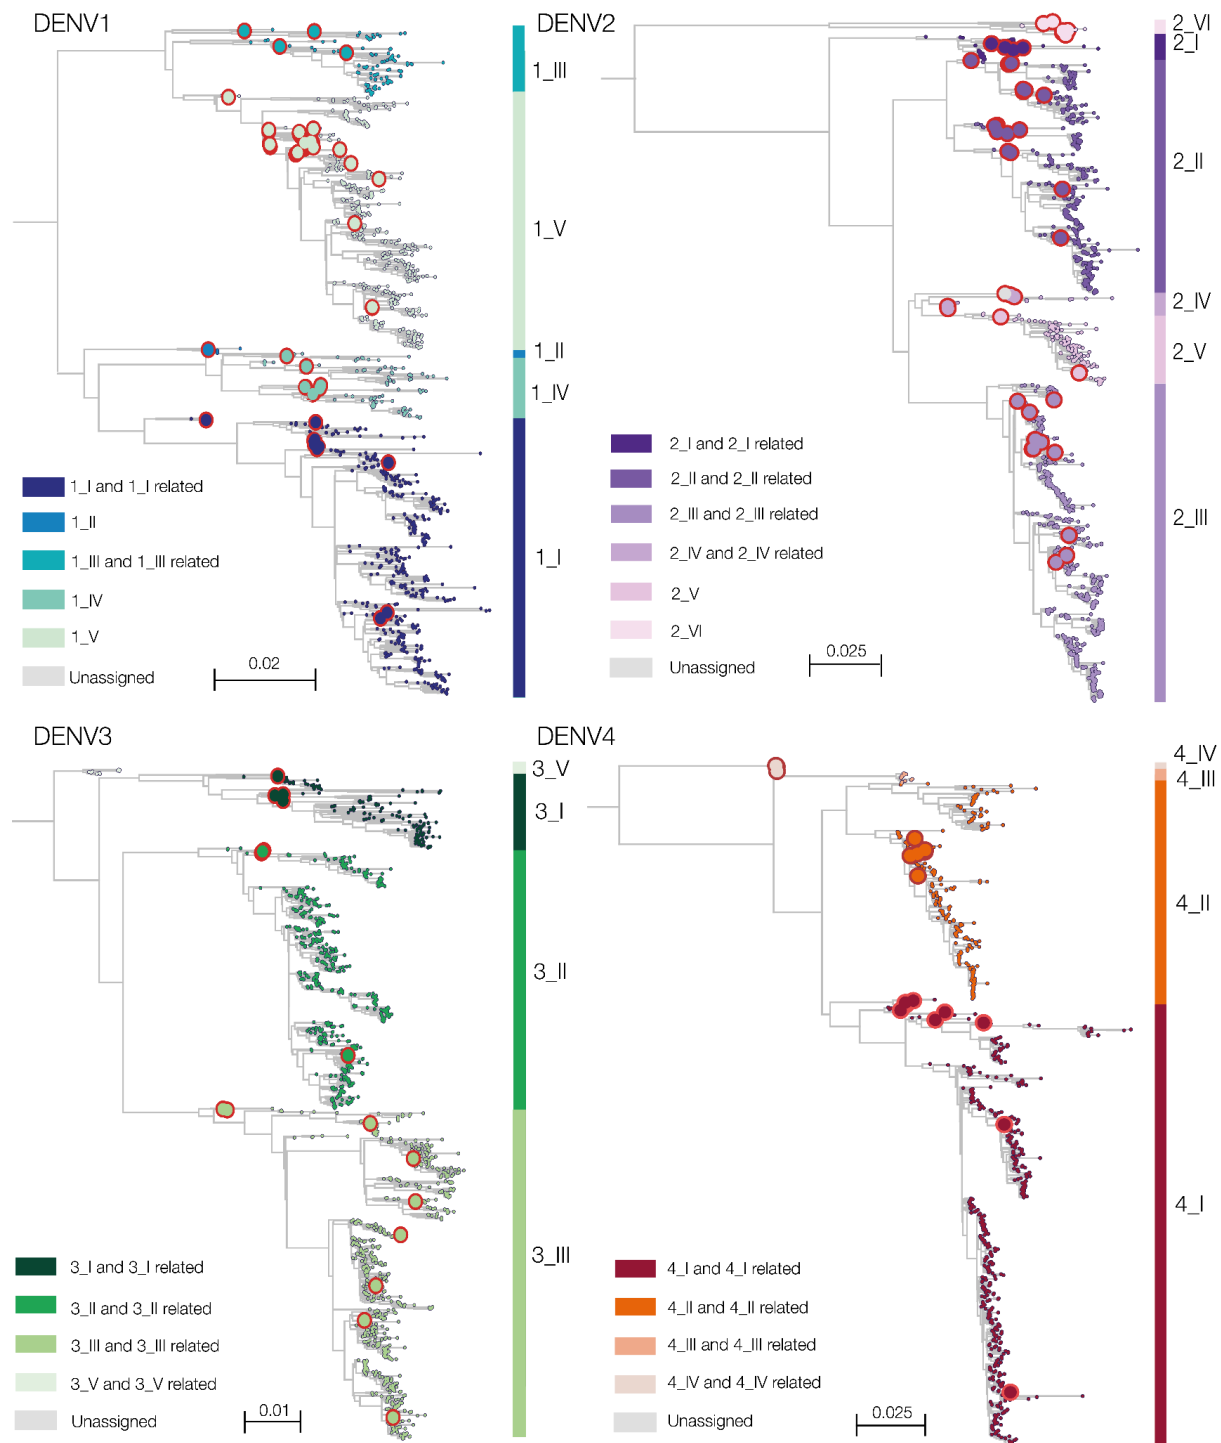 DENV1
1_III
1_V
1_II
1_IV
1_I
1_I and 1_I related
1_II
1_III and 1_III related
1_IV
1_V
Unassigned
0.02
DENV2
2_VI
2_I
2_II
2_IV
2_V
2_III
2_I and 2_I related
2_II and 2_II related
2_III and 2_III related
2_IV and 2_IV related
2_V
2_VI
Unassigned
0.025
DENV3
3_V
3_I
3_II
3_III
3_I and 3_I related
3_II and 3_II related
3_III and 3_III related
3_V and 3_V related
Unassigned
0.01
DENV4
4_IV
4_III
4_II
4_I
4_I and 4_I related
4_II and 4_II related
4_III and 4_III related
4_IV and 4_IV related
Unassigned
0.025